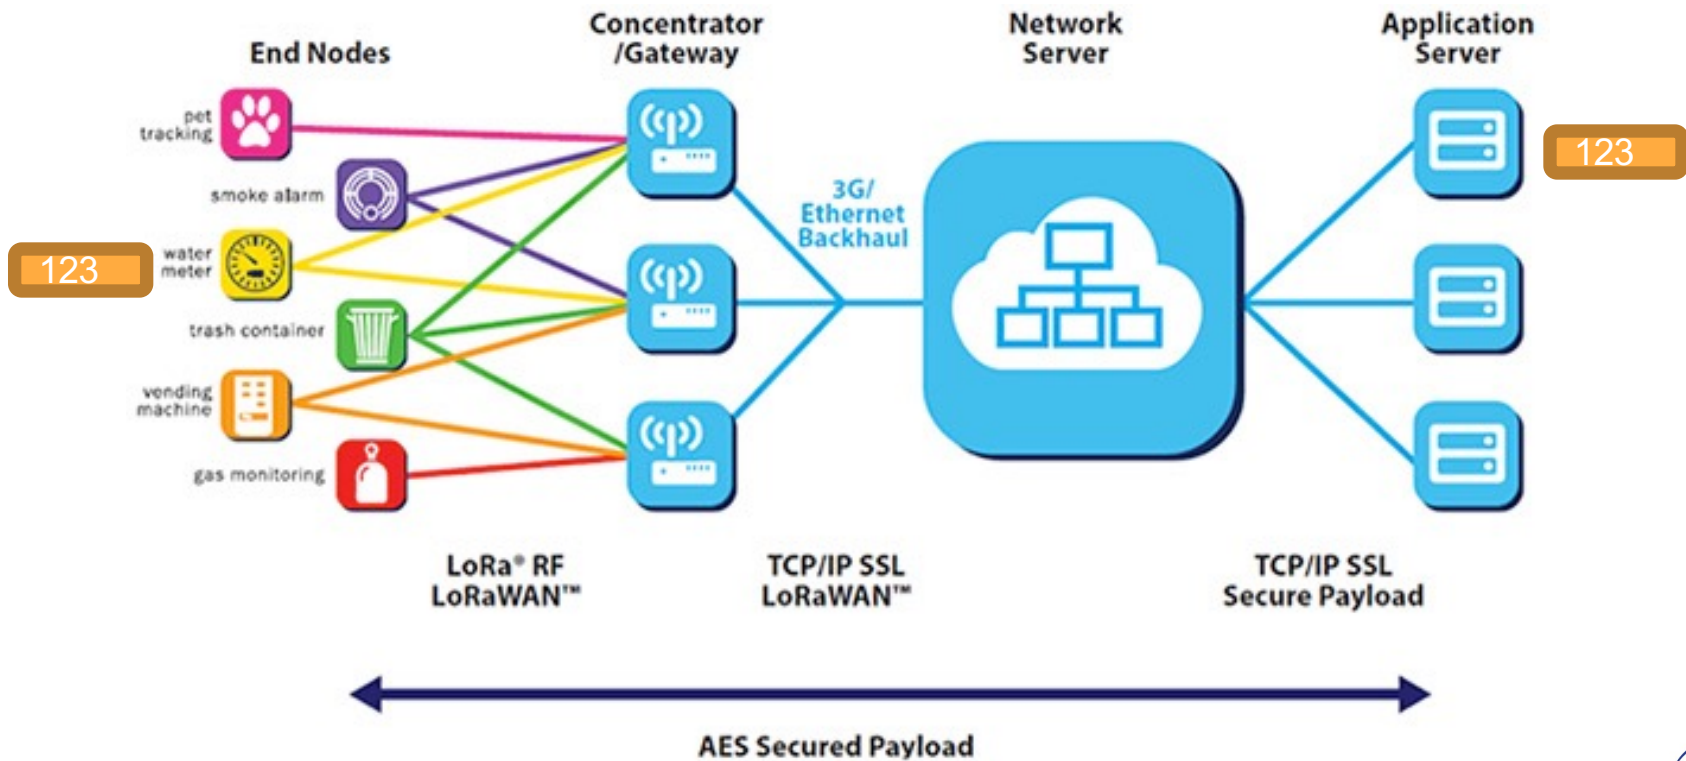 End Nodes
Concentrator
/Gateway
Network
Server
Application
Server
pet
tracking
smoke alarm
water
meter
trash container
vending
machine
gas monitoring
123
3G/
Ethernet
Backhaul
123
LoRa® RF
LoRaWAN™
TCP/IP SSL
LoRaWAN™
TCP/IP SSL
Secure Payload
AES Secured Payload